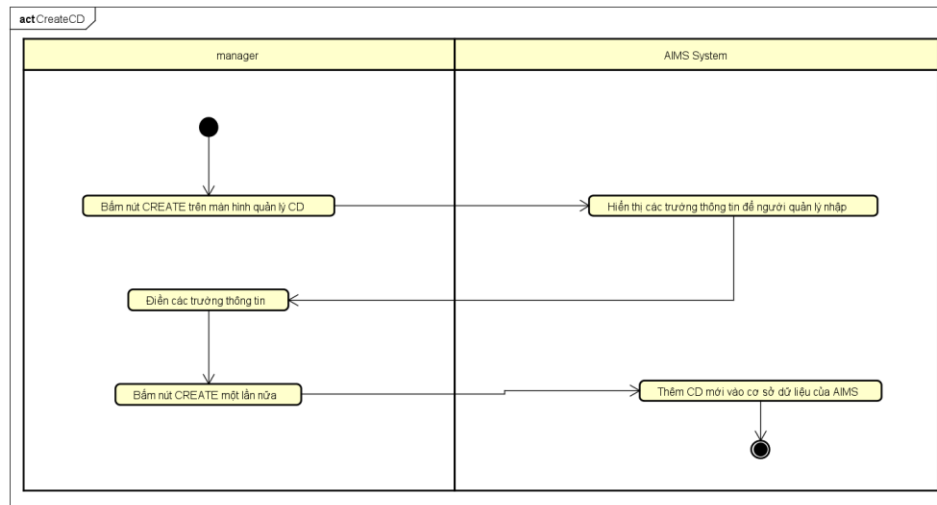 act CreateCD
manager
AIMS System
Bấm nút CREATE trên màn hình quản lý CD
Hiển thị các trường thông tin để người quản lý nhập
Điền các trường thông tin
Bấm nút CREATE một lần nữa
Thêm CD mới vào cơ sở dữ liệu của AIMS